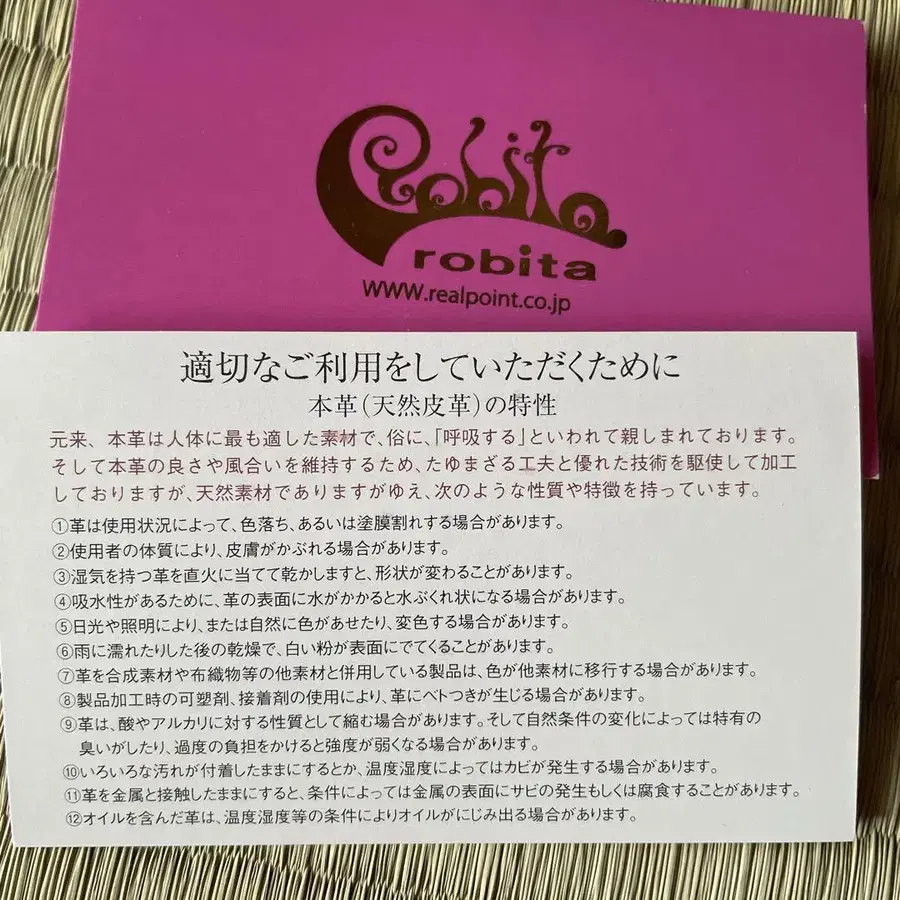 Robita
robita
www.realpoint.co.jp
適切なご利用をしていただくために
本革(天然皮革)の特性
元来、本革は人体に最も適した素材で、俗に、「呼吸する」といわれて親しまれております。
そして本革の良さや風合いを維持するため、たゆまざる工夫と優れた技術を駆使して加工
しておりますが、天然素材でありますがゆえ、次のような性質や特徴を持っています。
①革は使用状況によって、色落ち、あるいは塗膜割れする場合があります。
②使用者の体質により、皮膚がかぶれる場合があります。
③湿気を持つ革を直火に当てて乾かしますと、形状が変わることがあります。
④吸水性があるために、革の表面に水がかかると水ぶくれ状になる場合があります。
⑤日光や照明により、または自然に色があせたり、変色する場合があります。
⑥雨に濡れたりした後の乾燥で、白い粉が表面にでてくることがあります。
⑦革を合成素材や布織物等の他素材と併用している製品は、色が他素材に移行する場合があります。
⑧製品加工時の可塑剤、接着剤の使用により、革にベトつきが生じる場合があります。
⑨革は、酸やアルカリに対する性質として縮む場合があります。そして自然条件の変化によっては特有の
臭いがしたり、過度の負担をかけると強度が弱くなる場合があります。
⑩いろいろな汚れが付着したままにするとか、温度湿度によってはカビが発生する場合があります。
⑪革を金属と接触したままにすると、条件によっては金属の表面にサビの発生もしくは腐食することがあります。
⑫オイルを含んだ革は、温度湿度等の条件によりオイルがにじみ出る場合があります。